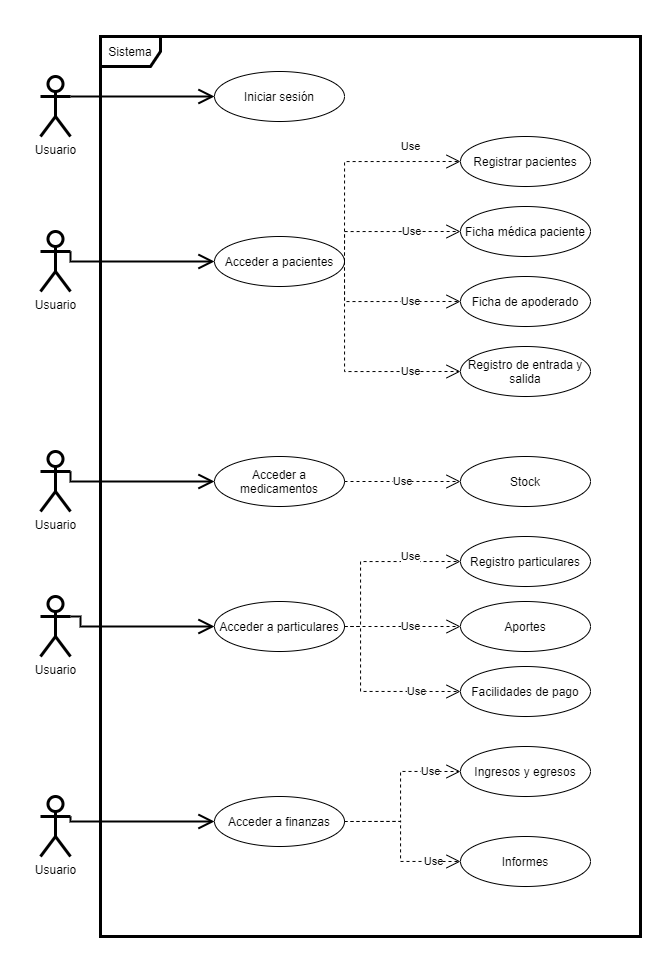 Sistema
Iniciar sesión
Usuario
Use
Registrar pacientes
Use
Ficha médica paciente
Acceder a pacientes
Usuario
Use
Ficha de apoderado
Use
Registro de entrada y
salida
Acceder a
medicamentos
Use
Stock
Usuario
Use
Registro particulares
Acceder a particulares
Use
Aportes
Usuario
Use
Facilidades de pago
Use
Ingresos y egresos
Acceder a finanzas
Usuario
Use
Informes